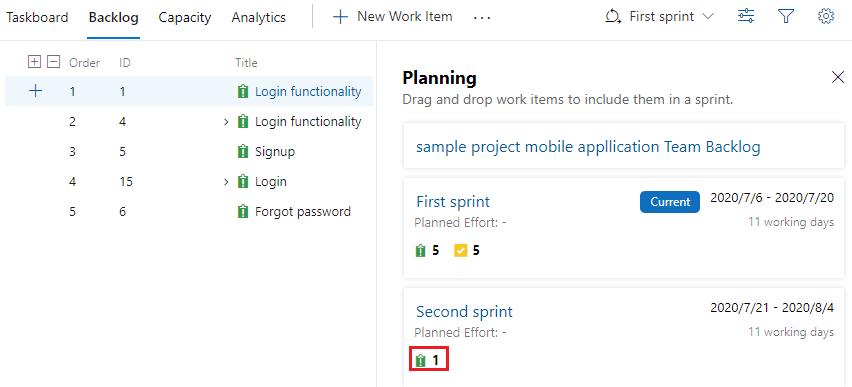 Taskboard Backlog Capacity Analytics New Work Item First sprint
Order ID Title
1 1 Login functionality
2 4 Login functionality
3 5 Signup
4 15 Login
5 6 Forgot password
Planning
Drag and drop work items to include them in a sprint.
sample project mobile appllication Team Backlog
First sprint Current 2020/7/6 - 2020/7/20
Planned Effort: - 11 working days
5 5
Second sprint 2020/7/21 - 2020/8/4
Planned Effort: - 11 working days
1